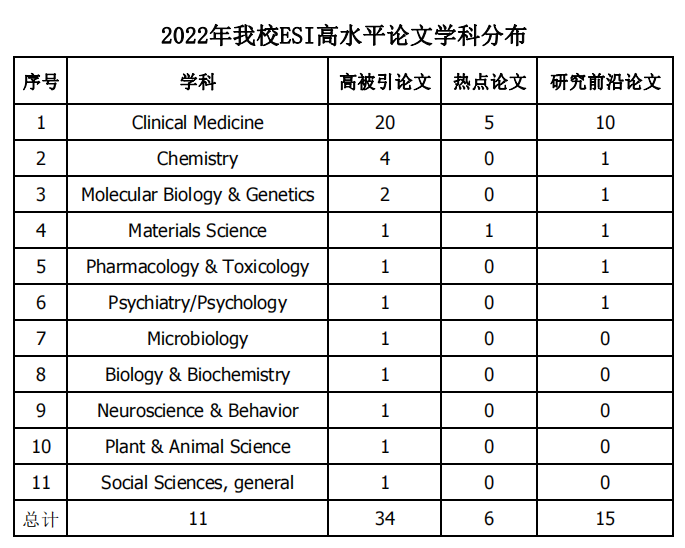 2022年我校ESI高水平论文学科分布
序号 学科 高被引论文 热点论文 研究前沿论文
1 Clinical Medicine 20 5 10
2 Chemistry 4 0 1
3 Molecular Biology & Genetics 2 0 1
4 Materials Science 1 1 1
5 Pharmacology & Toxicology 1 0 1
6 Psychiatry/Psychology 1 0 1
7 Microbiology 1 0 0
8 Biology & Biochemistry 1 0 0
9 Neuroscience & Behavior 1 0 0
10 Plant & Animal Science 1 0 0
11 Social Sciences, general 1 0 0
总计 11 34 6 15